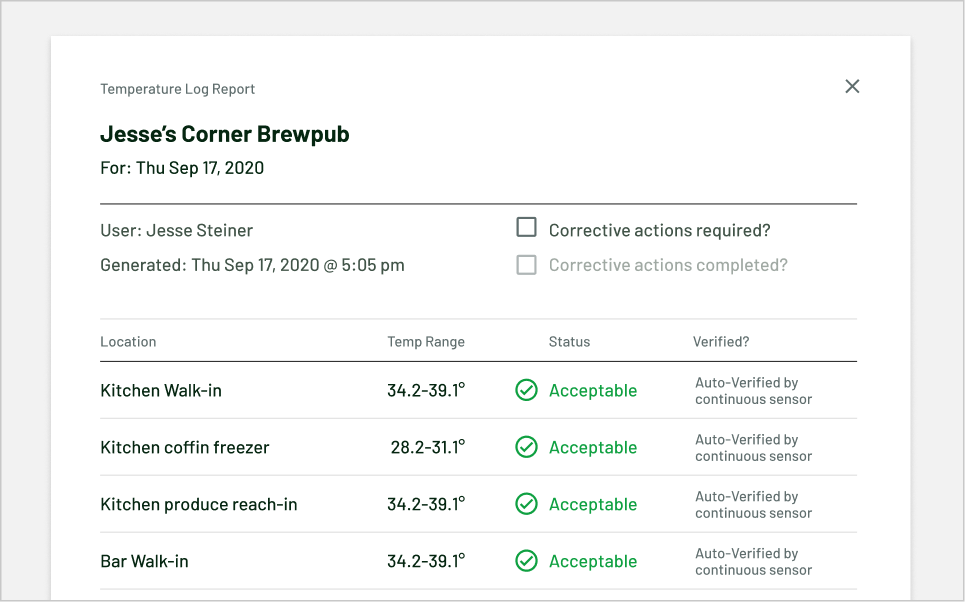 Temperature Log Report
Jesse’s Corner Brewpub
For: Thu Sep 17, 2020
User: Jesse Steiner
Corrective actions required?
Generated: Thu Sep 17, 2020 @ 5:05 pm
Corrective actions completed?
Location Temp Range Status Verified?
Kitchen Walk-in 34.2-39.1° Acceptable Auto-Verified by
continuous sensor
Kitchen coffin freezer 28.2-31.1° Acceptable Auto-Verified by
continuous sensor
Kitchen produce reach-in 34.2-39.1° Acceptable Auto-Verified by
continuous sensor
Bar Walk-in 34.2-39.1° Acceptable Auto-Verified by
continuous sensor